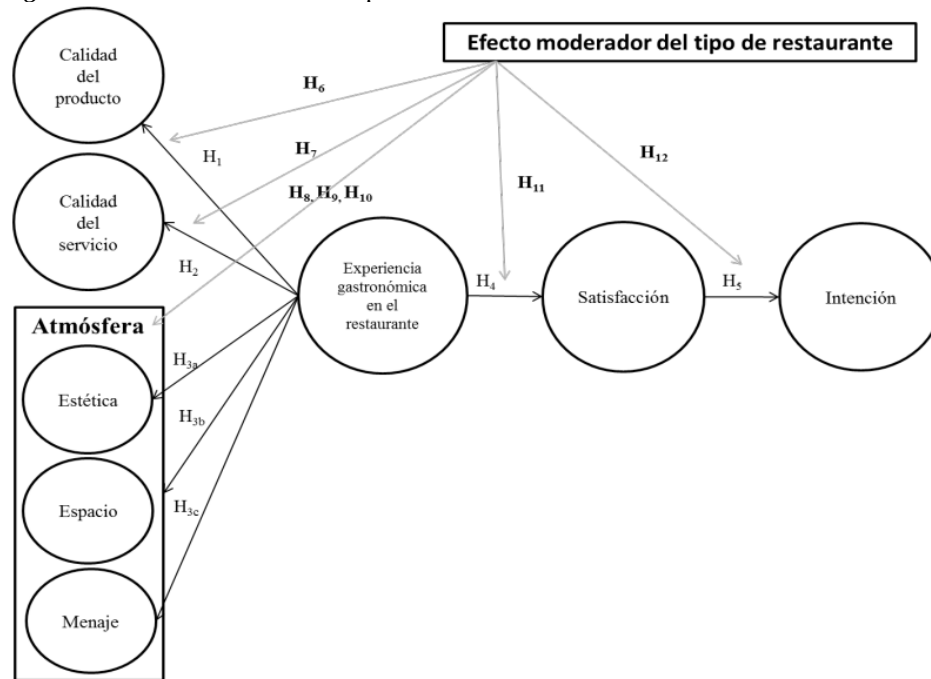 Calidad
del
producto
Efecto moderador del tipo de restaurante
H6
H1
H7
H8, H9, H10
H11
H12
Calidad
del
servicio
H2
Experiencia
gastronómica
en el
restaurante
H4
Satisfacción
H5
Intención
Atmósfera
H3a
Estética
H3b
Espacio
H3c
Menaje